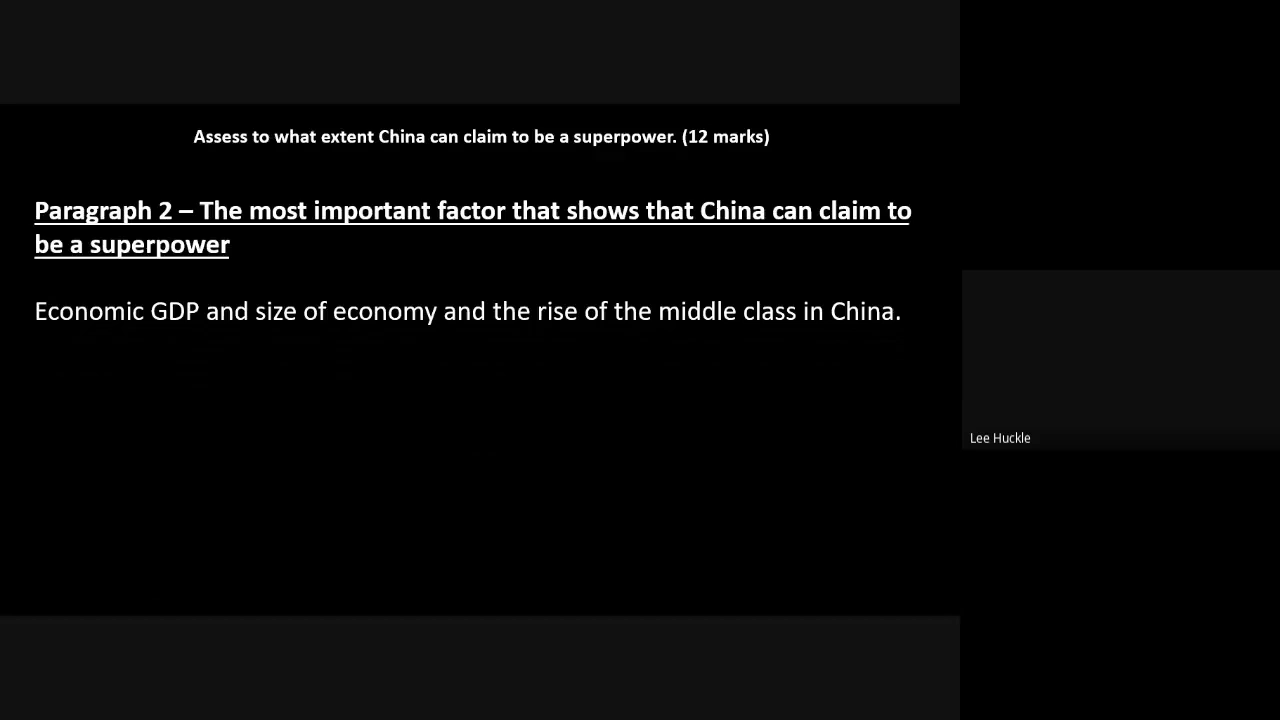 Assess to what extent China can claim to be a superpower. (12 marks)
Paragraph 2 – The most important factor that shows that China can claim to
be a superpower
Economic GDP and size of economy and the rise of the middle class in China.
Lee Huckle